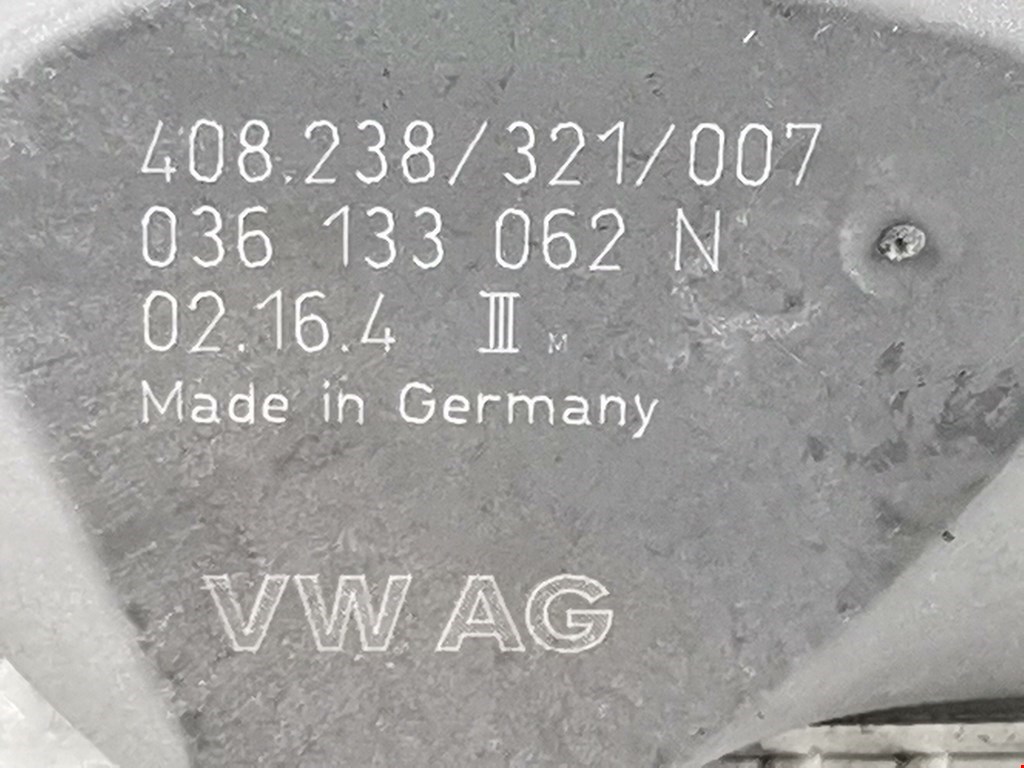 408.238/321/007
036 133 062 N
02.16.4 III M
Made in Germany
VW AG